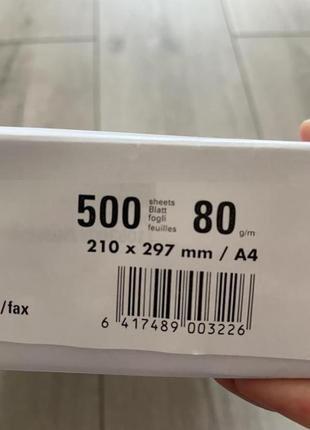 500 sheets Blatt fogli feuilles 80 g/m
210 x 297 mm / A4
/fax
6 417489 003226